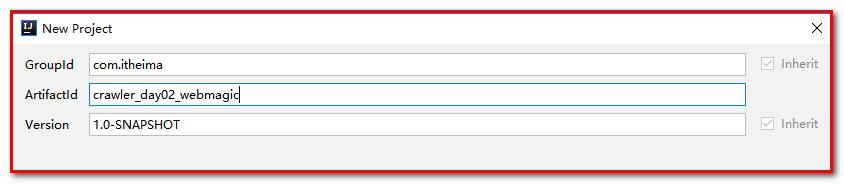 New Project
GroupId com.itheima Inherit
ArtifactId crawler_day02_webmagic
Version 1.0-SNAPSHOT Inherit